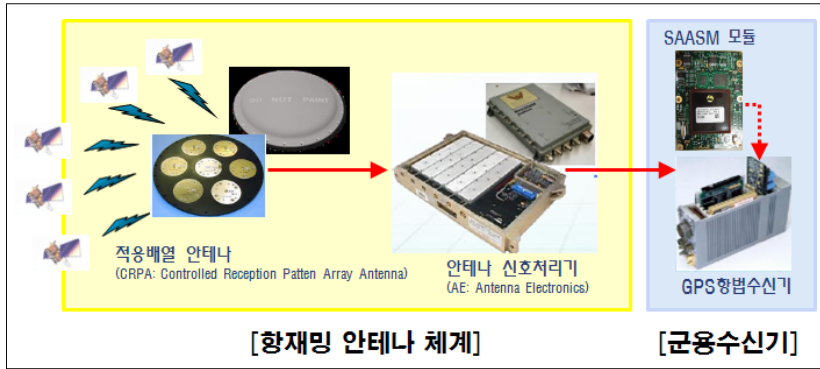 SAASM 모듈
DO NOT PAINT
적응배열 안테나
(CRPA: Controlled Reception Patten Array Antenna)
안테나 신호처리기
(AE: Antenna Electronics)
GPS항법수신기
[항재밍 안테나 체계]
[군용수신기]